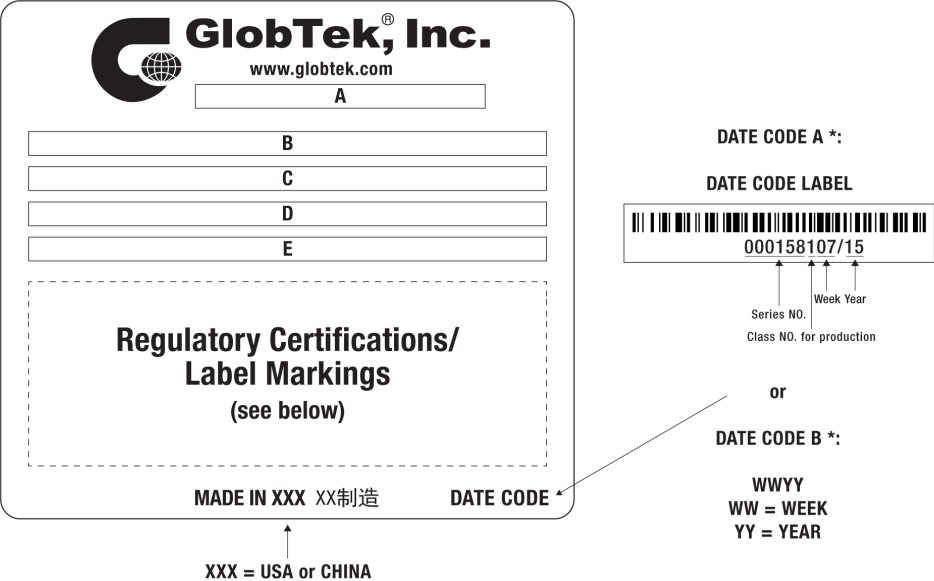 GlobTek, Inc.®
www.globtek.com
A
B
C
D
E
Regulatory Certifications/
Label Markings
(see below)
MADE IN XXX XX制造 DATE CODE
XXX = USA or CHINA
DATE CODE A *:
DATE CODE LABEL
000158107/15
Week Year
Series NO.
Class NO. for production
or
DATE CODE B *:
WWYY
WW = WEEK
YY = YEAR